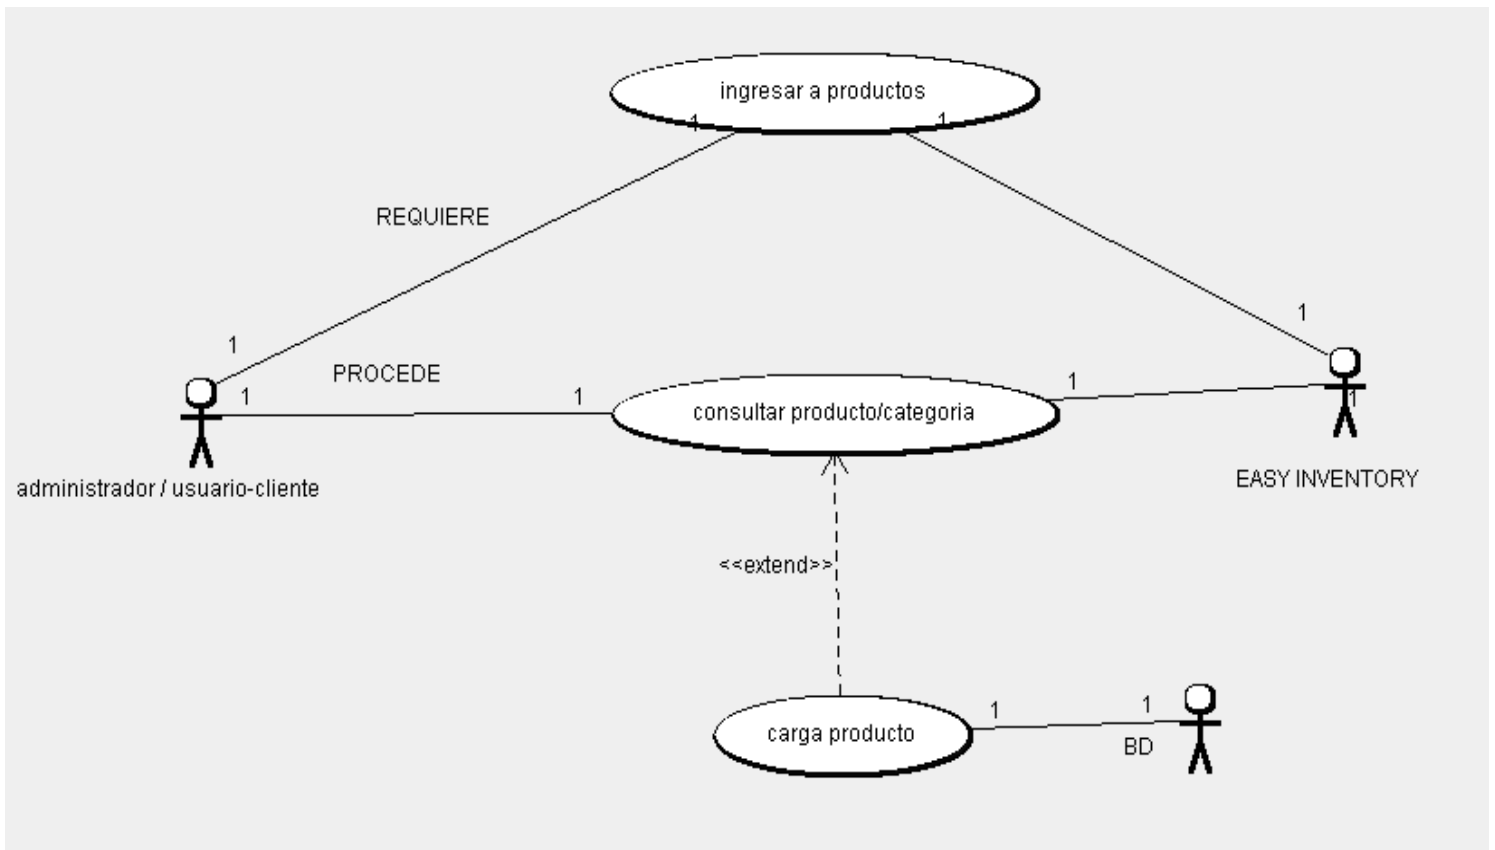 ingresar a productos
1
1
REQUIERE
1
1
PROCEDE
1
1
1
1
consultar producto/categoria
administrador / usuario-cliente
EASY INVENTORY
<<extend>>
1
1
carga producto
BD